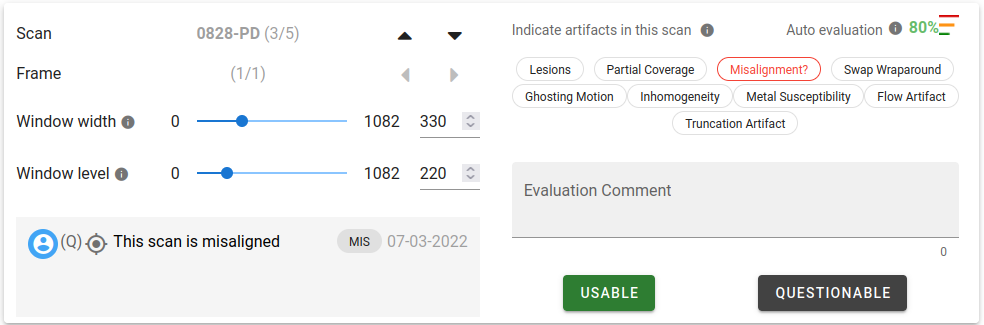 Scan 0828-PD (3/5)
Frame (1/1)
Window width 0 1082 330
Window level 0 1082 220
(Q) This scan is misaligned MIS 07-03-2022
Indicate artifacts in this scan Auto evaluation 80%
Lesions Partial Coverage Misalignment? Swap Wraparound
Ghosting Motion Inhomogeneity Metal Susceptibility Flow Artifact
Truncation Artifact
Evaluation Comment
0
USABLE QUESTIONABLE